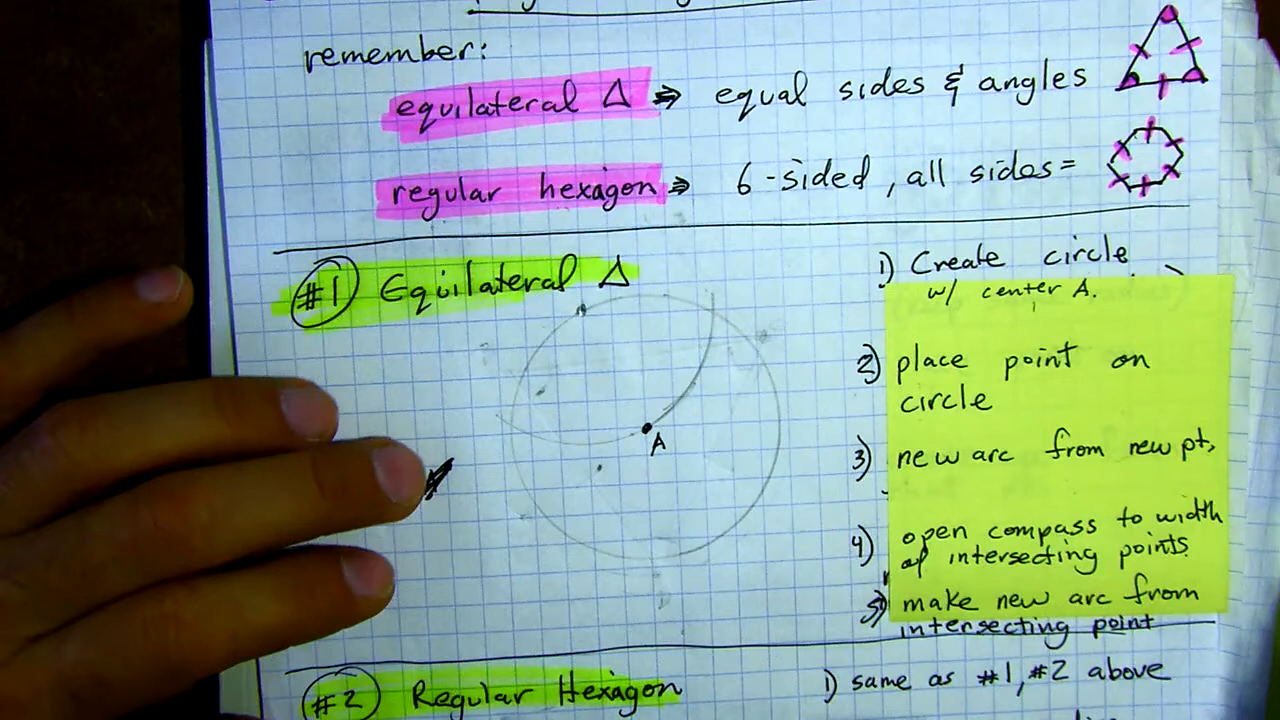 remember:
equilateral Δ ⇒ equal sides & angles
regular hexagon ⇒ 6-sided, all sides =
#1 Equilateral Δ
A
1) Create circle
w/ center A.
2) place point on
circle
3) new arc from new pt,
4) open compass to width
of intersecting points
5) make new arc from
intersecting point
#2 Regular Hexagon
1) same as #1, #2 above